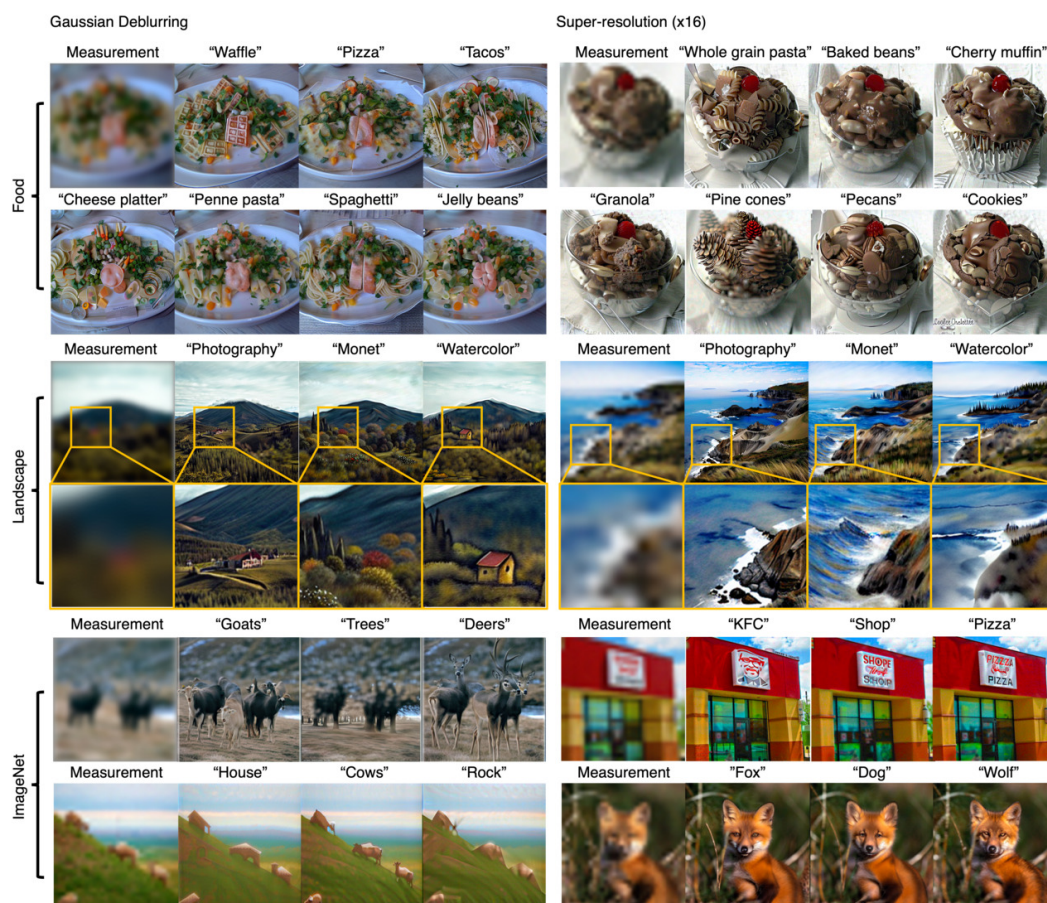 Gaussian Deblurring
Super-resolution (x16)
Measurement “Waffle” “Pizza” “Tacos”
Measurement “Whole grain pasta” “Baked beans” “Cherry muffin”
Food
“Cheese platter” “Penne pasta” “Spaghetti” “Jelly beans”
“Granola” “Pine cones” “Pecans” “Cookies”
Measurement “Photography” “Monet” “Watercolor”
Measurement “Photography” “Monet” “Watercolor”
Landscape
Measurement “Goats” “Trees” “Deers”
Measurement “KFC” “Shop” “Pizza”
SHOPE
SHOP
PIZZZA
PIZZA
ImageNet
Measurement “House” “Cows” “Rock”
Measurement “Fox” “Dog” “Wolf”